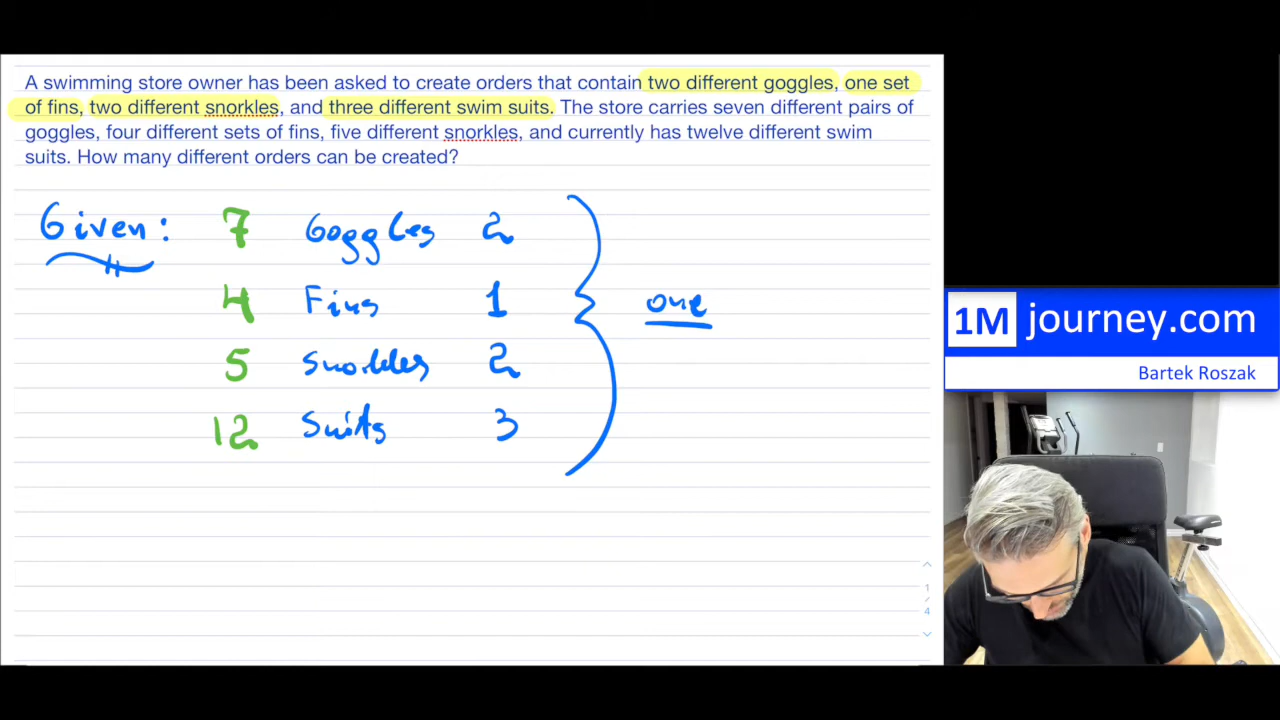 A swimming store owner has been asked to create orders that contain two different goggles, one set
of fins, two different snorkles, and three different swim suits. The store carries seven different pairs of
goggles, four different sets of fins, five different snorkles, and currently has twelve different swim
suits. How many different orders can be created?
Given: 7 Goggles 2
4 Fins 1 one
5 Snorkles 2
12 Suits 3
1M journey.com
Bartek Roszak
1
/
4